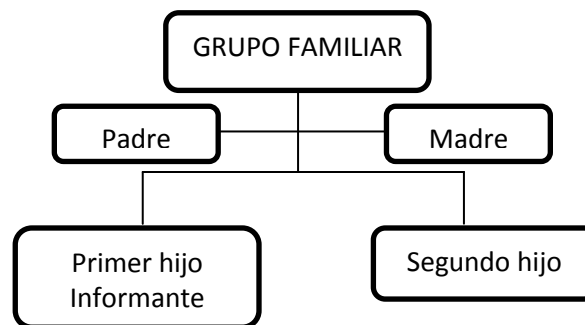 GRUPO FAMILIAR
Padre
Madre
Primer hijo
Informante
Segundo hijo